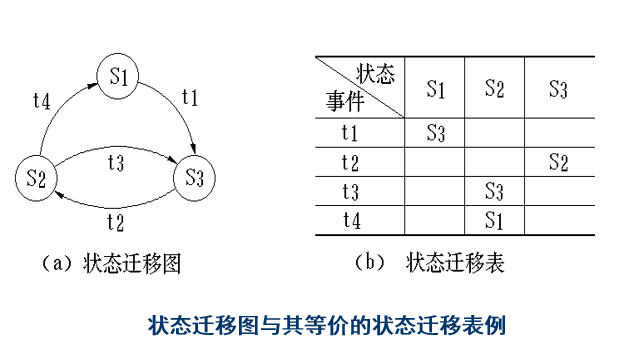 S1
t4
t1
t3
S2
S3
t2
(a) 状态迁移图
状态
事件
S1 S2 S3
t1 S3
t2 S2
t3 S3
t4 S1
(b) 状态迁移表
状态迁移图与其等价的状态迁移表例